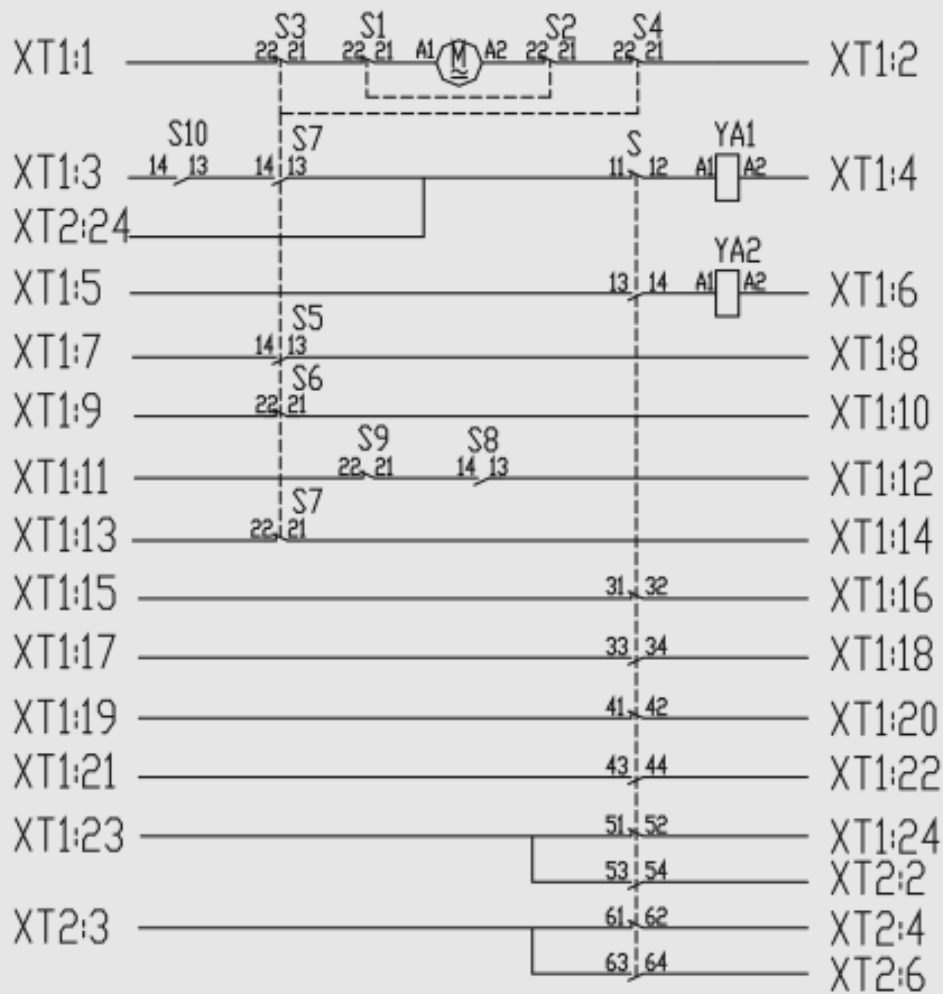 S3 S1 S2 S4
XT1:1 22 21 22 21 A1 M A2 22 21 22 21 XT1:2
S10 S7 S YA1
XT1:3 14 13 14 13 11 12 A1 A2 XT1:4
XT2:24
YA2
XT1:5 13 14 A1 A2 XT1:6
S5
XT1:7 14 13 XT1:8
S6
XT1:9 22 21 XT1:10
S9 S8
XT1:11 22 21 14 13 XT1:12
S7
XT1:13 22 21 XT1:14
XT1:15 31 32 XT1:16
XT1:17 33 34 XT1:18
XT1:19 41 42 XT1:20
XT1:21 43 44 XT1:22
XT1:23 51 52 XT1:24
53 54 XT2:2
XT2:3 61 62 XT2:4
63 64 XT2:6